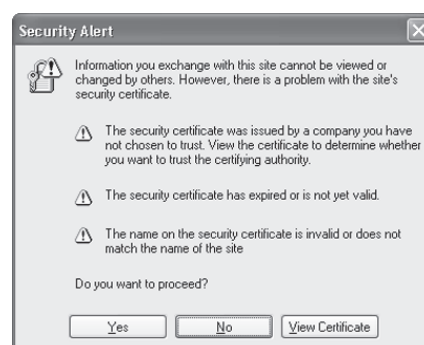 Security Alert
Information you exchange with this site cannot be viewed or
changed by others. However, there is a problem with the site's
security certificate.
The security certificate was issued by a company you have
not chosen to trust. View the certificate to determine whether
you want to trust the certifying authority.
The security certificate has expired or is not yet valid.
The name on the security certificate is invalid or does not
match the name of the site
Do you want to proceed?
Yes No View Certificate